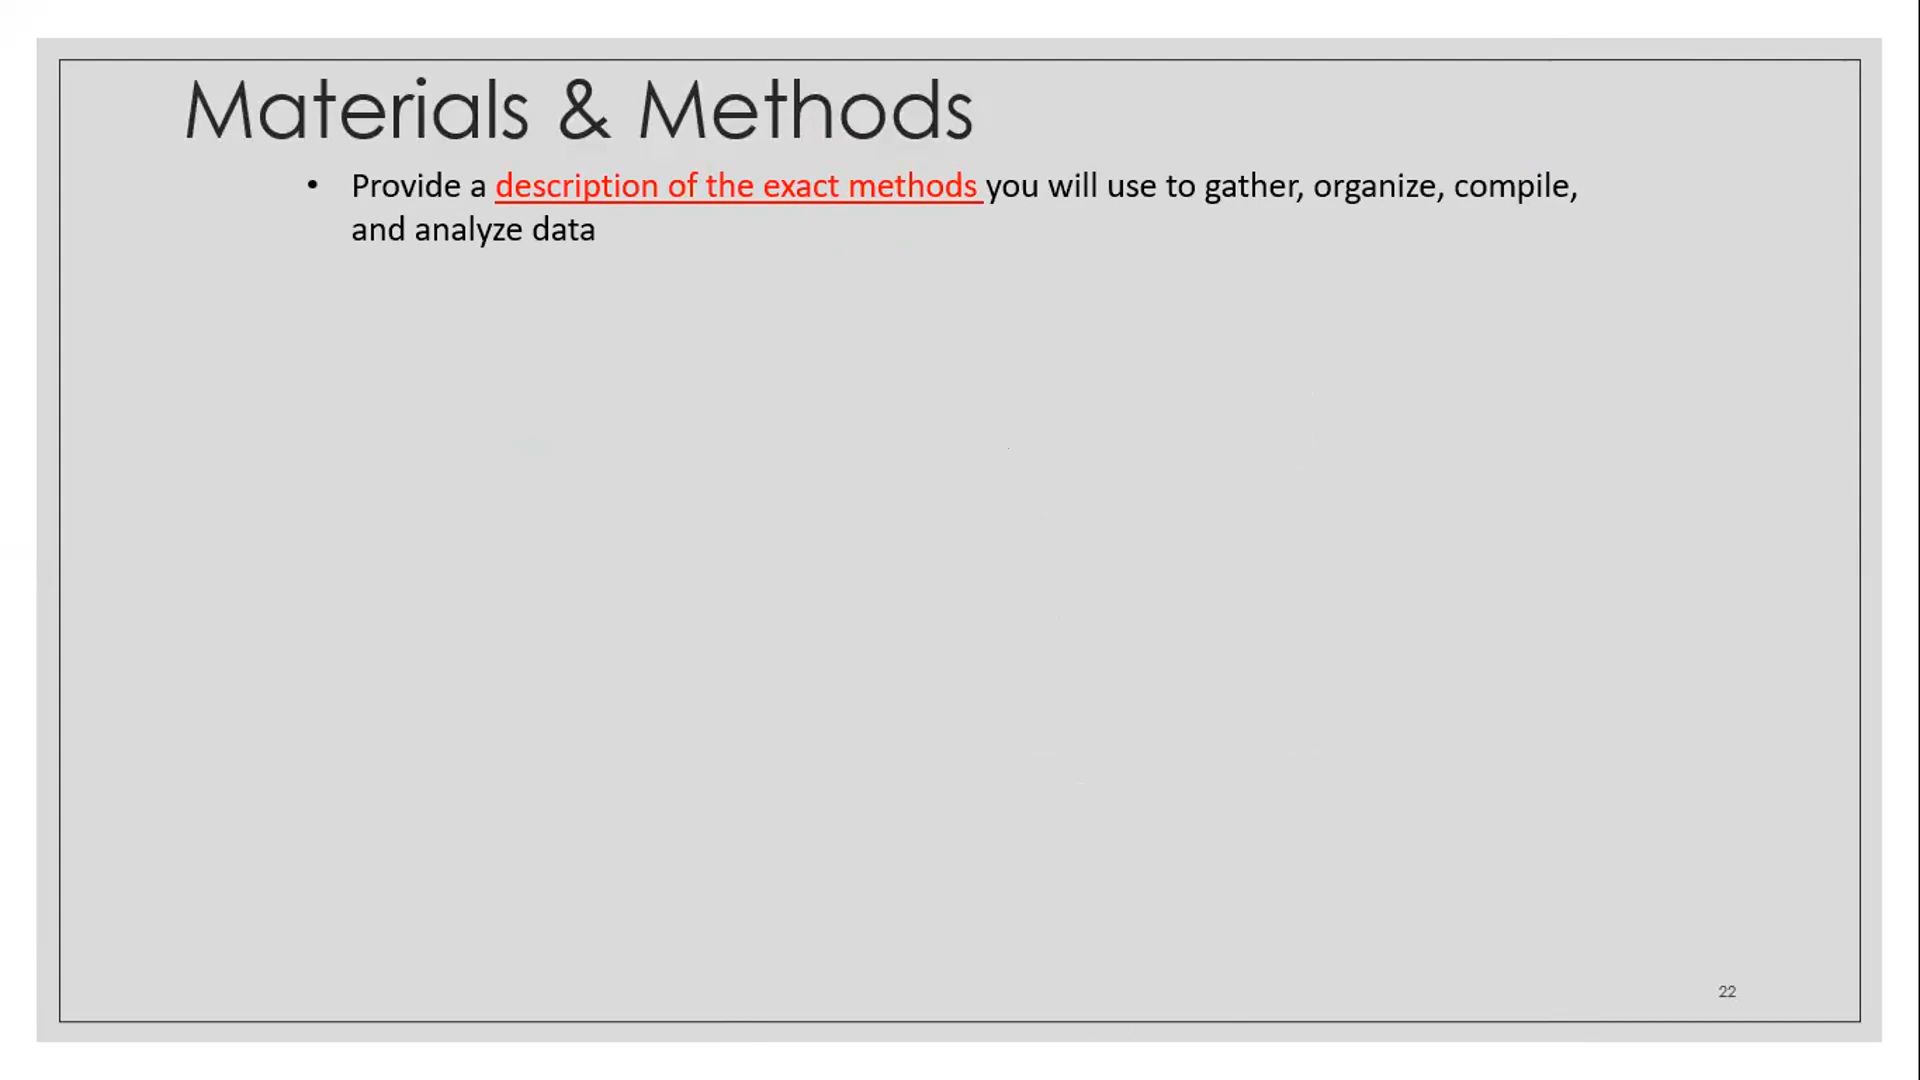 Materials & Methods
• Provide a description of the exact methods you will use to gather, organize, compile,
and analyze data
22